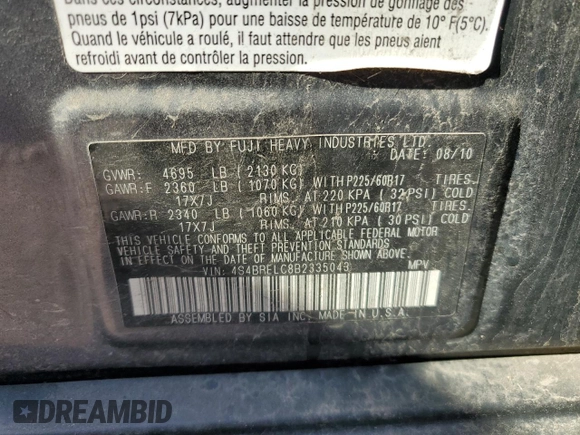 Dans ces circonstances, augmenter la pression de gonflage des
pneus de 1psi (7kPa) pour une baisse de température de 10° F(5°C).
Quand le véhicule a roulé, il faut attendre que les pneus aient
refroidi avant de contrôler la pression.
MFD BY FUJI HEAVY INDUSTRIES LTD.
DATE: 08/10
GVWR: 4695 LB (2130 KG)
GAWR:F 2360 LB (1070 KG) WITH P225/60R17 TIRES.
17X7J RIMS. AT 220 KPA (32 PSI) COLD
GAWR:R 2340 LB (1060 KG) WITH P225/60R17 TIRES.
17X7J RIMS. AT 210 KPA (30 PSI) COLD
THIS VEHICLE CONFORMS TO ALL APPLICABLE FEDERAL MOTOR
VEHICLE SAFETY AND THEFT PREVENTION STANDARDS
IN EFFECT ON THE DATE OF MANUFACTURE SHOWN ABOVE.
VIN: 4S4BRELC8B2335043 MPV
ASSEMBLED BY SIA INC. MADE IN U.S.A.
DREAMBID